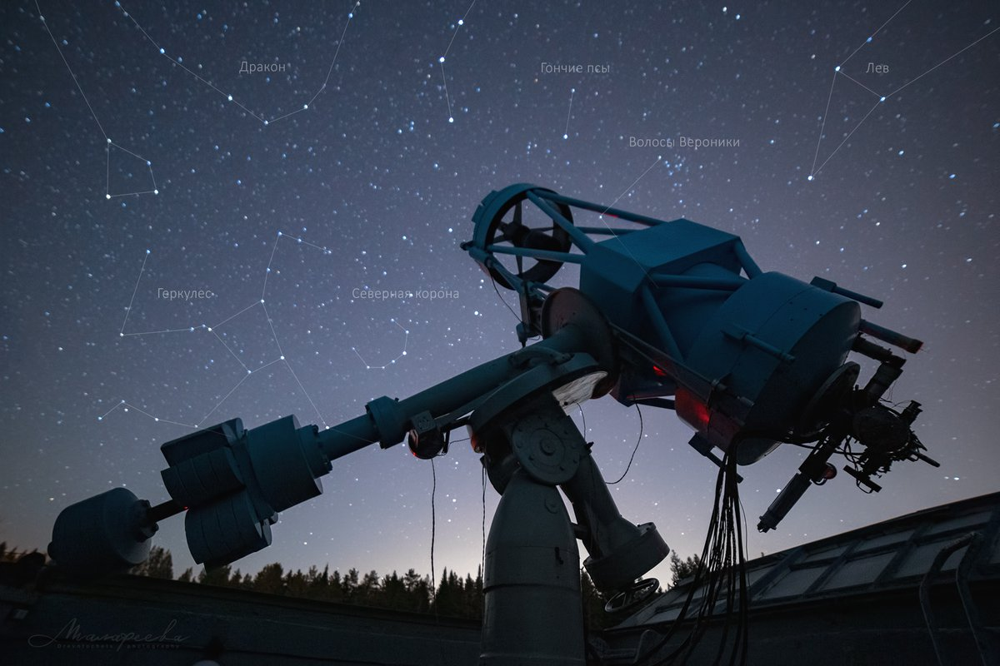 Дракон
Гончие псы
Лев
Волосы Вероники
Геркулес
Северная корона